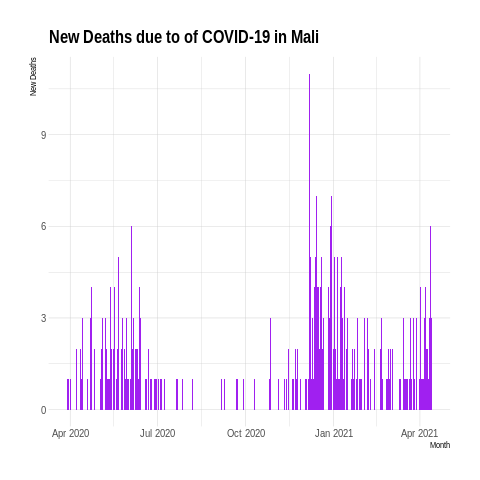 New Deaths due to of COVID-19 in Mali
New Deaths
9
6
3
0
Apr 2020 Jul 2020 Oct 2020 Jan 2021 Apr 2021
Month